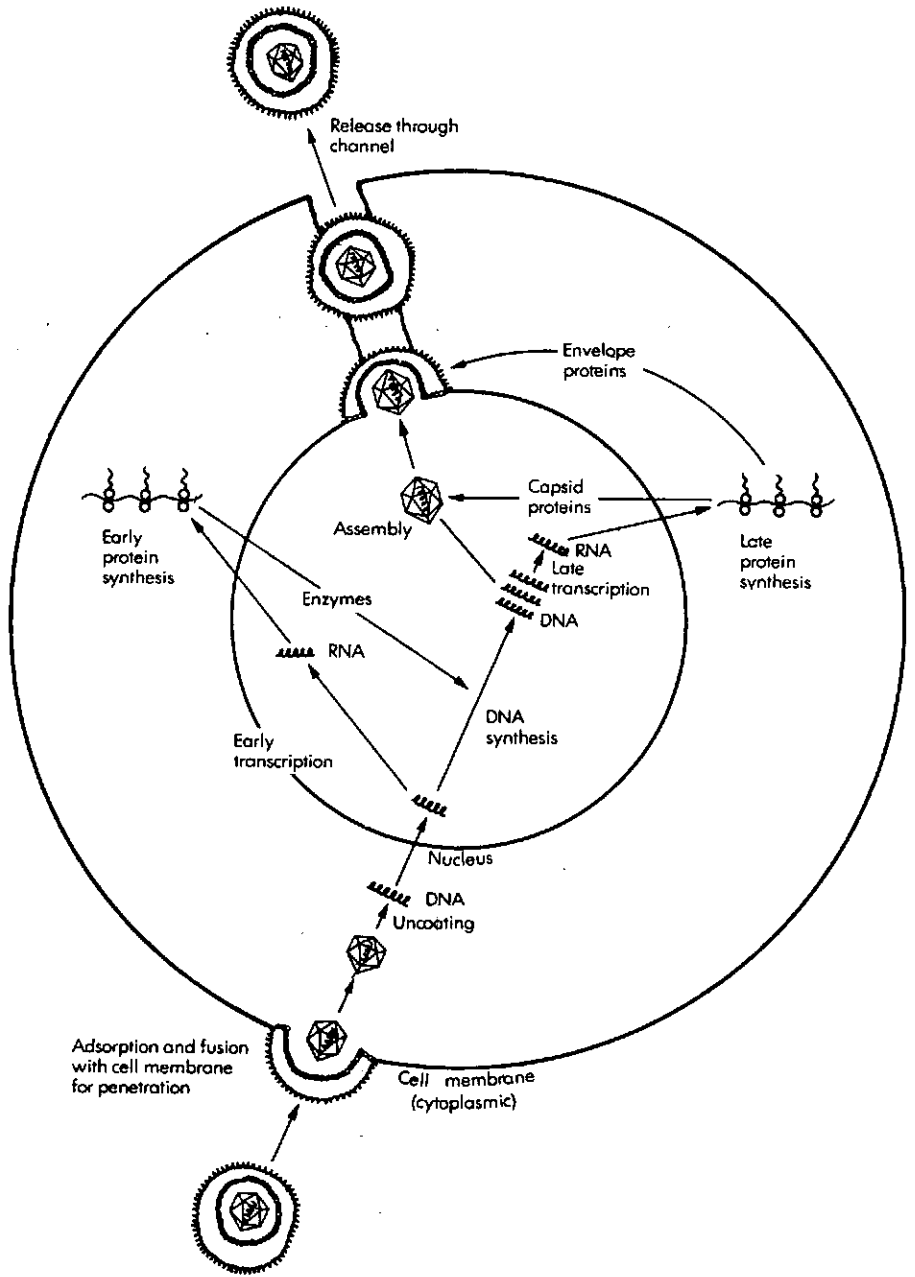 Release through
channel
Envelope
proteins
Capsid
proteins
Assembly
Early
protein
synthesis
RNA
Late
transcription
Late
protein
synthesis
Enzymes
DNA
RNA
DNA
synthesis
Early
transcription
Nucleus
DNA
Uncoating
Adsorption and fusion
with cell membrane
for penetration
Cell membrane
(cytoplasmic)